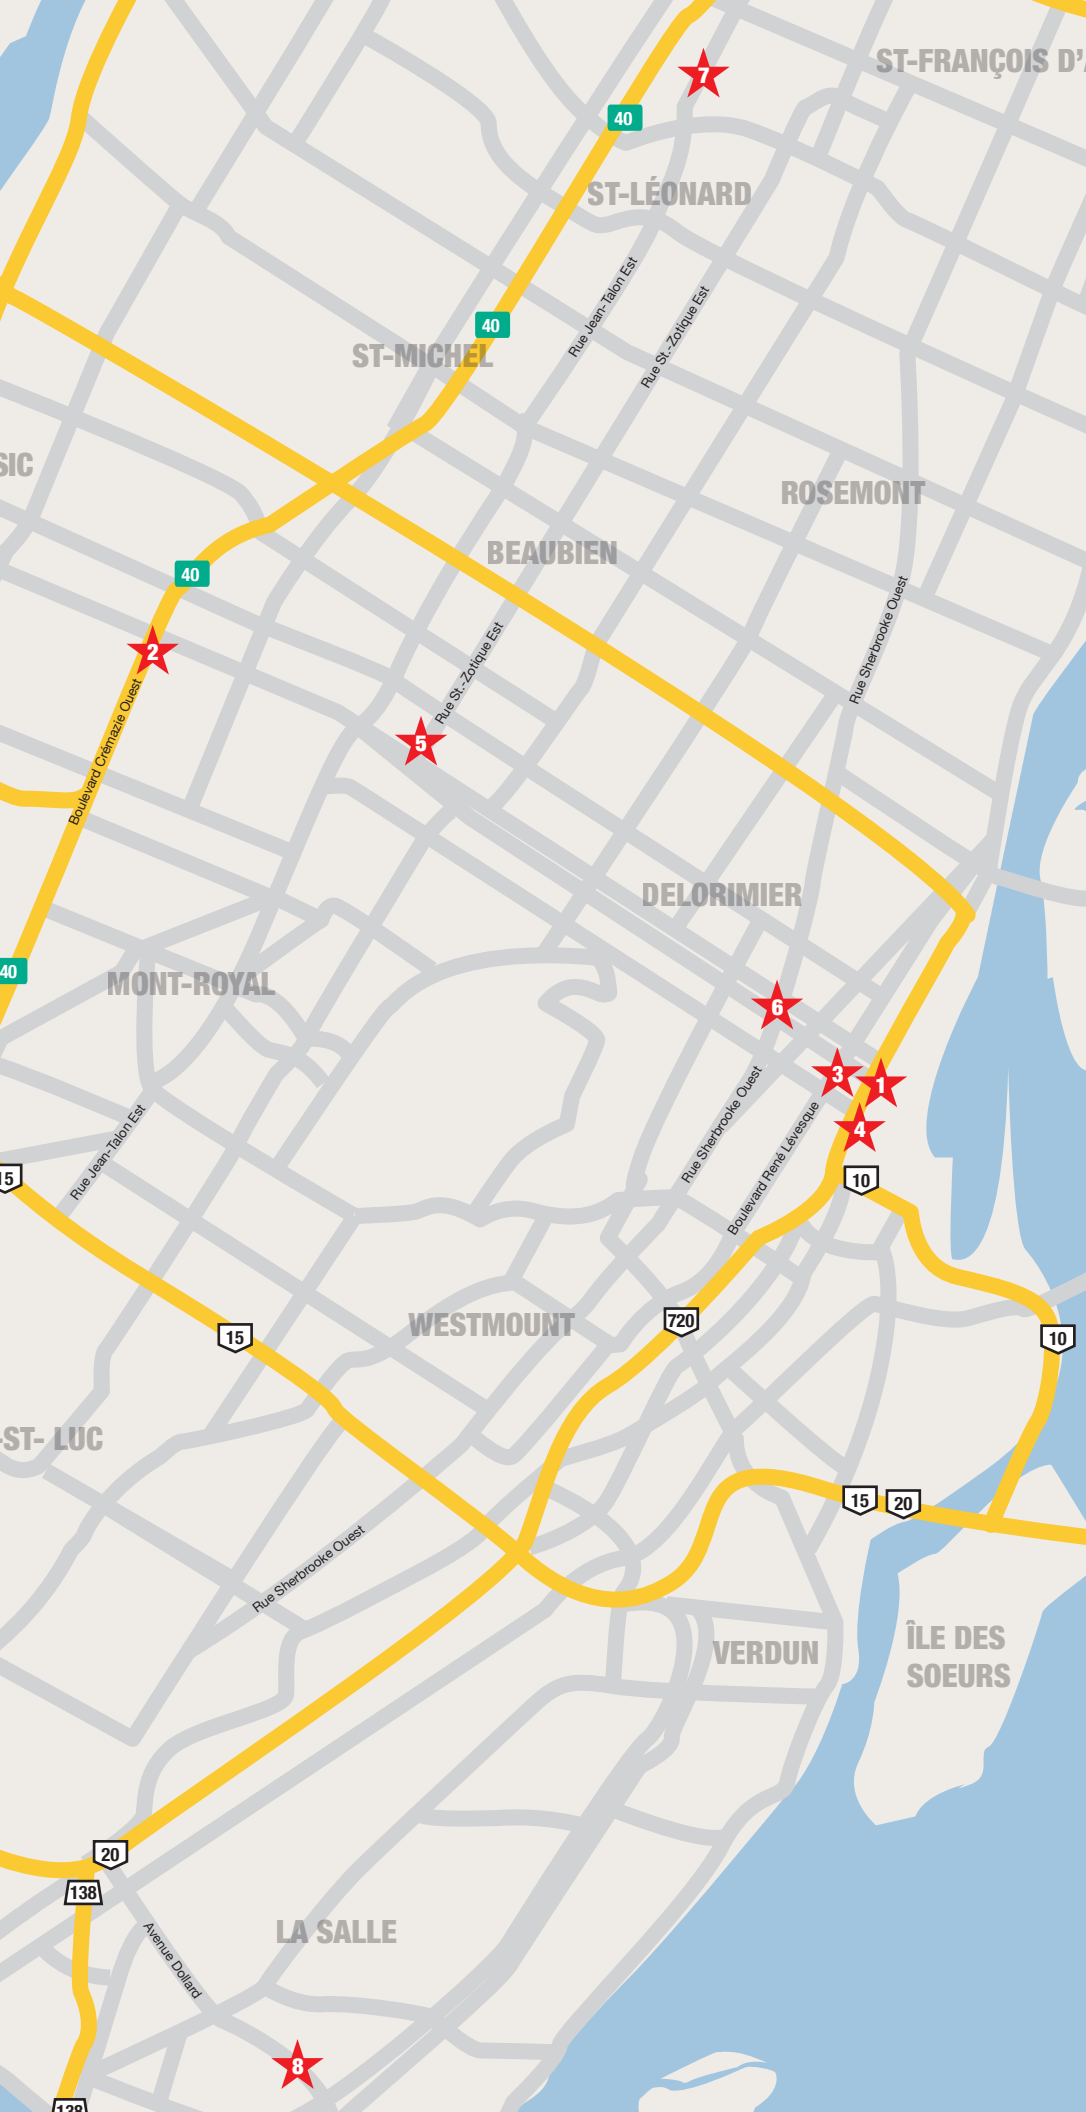 ST-FRANÇOIS D'A
7
40
ST-LÉONARD
Rue Jean-Talon Est
Rue St.-Zotique Est
40
ST-MICHEL
SIC
ROSEMONT
BEAUBIEN
40
Rue Sherbrooke Ouest
2
Rue St.-Zotique Est
Boulevard Crémazie Ouest
5
DELORIMIER
40
MONT-ROYAL
6
3
1
Rue Sherbrooke Ouest
4
Boulevard René Lévesque
Rue Jean-Talon Est
15
10
WESTMOUNT
720
15
10
-ST- LUC
15
20
Rue Sherbrooke Ouest
VERDUN
ÎLE DES
SOEURS
20
138
LA SALLE
Avenue Dollard
8
138